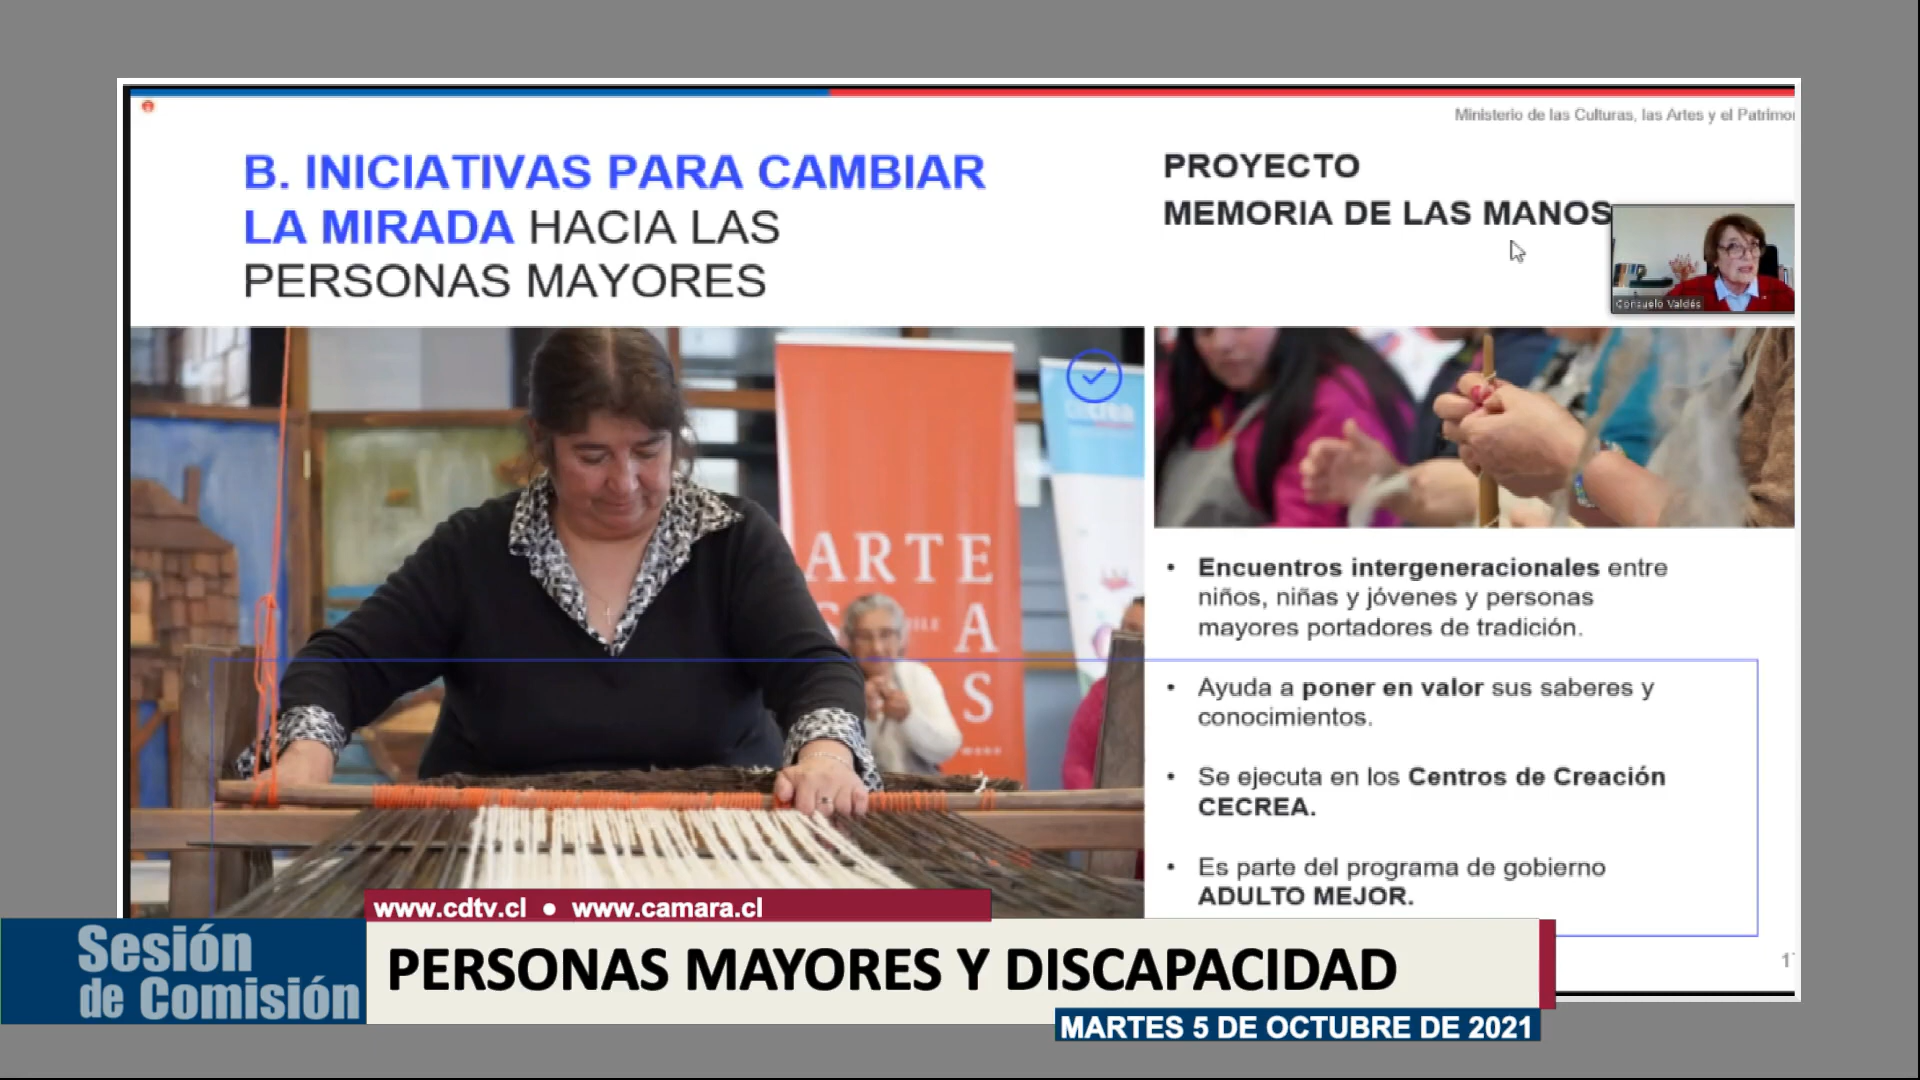 Ministerio de las Culturas, las Artes y el Patrimo
B. INICIATIVAS PARA CAMBIAR
LA MIRADA HACIA LAS
PERSONAS MAYORES
PROYECTO
MEMORIA DE LAS MANOS
Consuelo Valdés
crea
ARTE
S
EA
S
• Encuentros intergeneracionales entre
niños, niñas y jóvenes y personas
mayores portadores de tradición.
• Ayuda a poner en valor sus saberes y
conocimientos.
• Se ejecuta en los Centros de Creación
CECREA.
• Es parte del programa de gobierno
ADULTO MEJOR.
www.cdtv.cl • www.camara.cl
Sesión
de Comisión
PERSONAS MAYORES Y DISCAPACIDAD
MARTES 5 DE OCTUBRE DE 2021